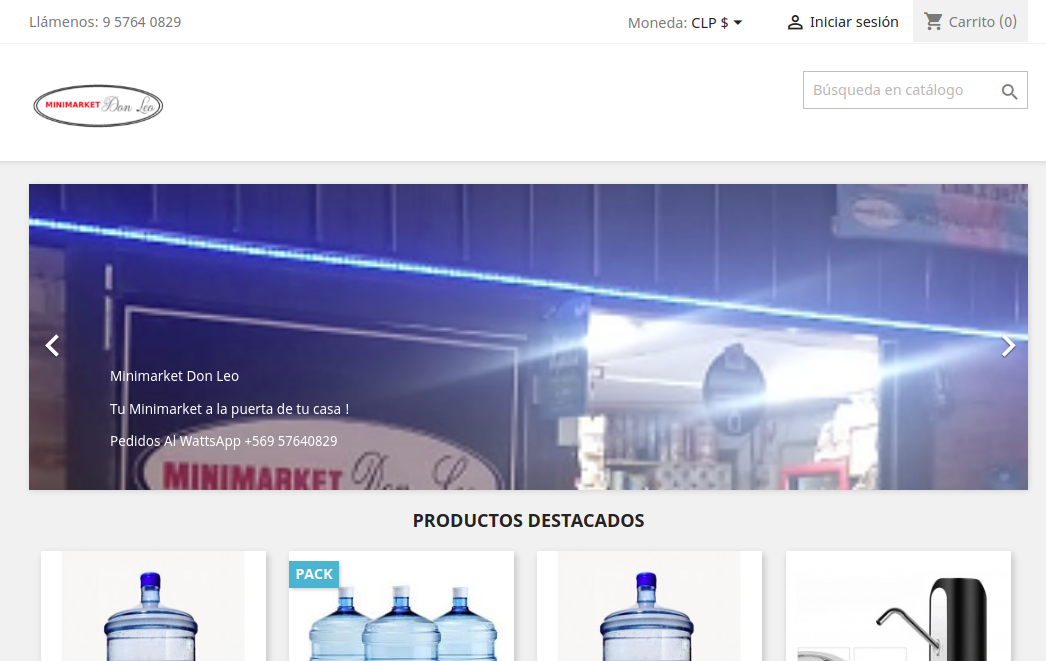 Llámenos: 9 5764 0829
Moneda: CLP $
Iniciar sesión
Carrito (0)
MINIMARKET Don Leo
Búsqueda en catálogo
Minimarket Don Leo
Tu Minimarket a la puerta de tu casa !
Pedidos Al WattsApp +569 57640829
MINIMARKET Don Leo
PRODUCTOS DESTACADOS
PACK